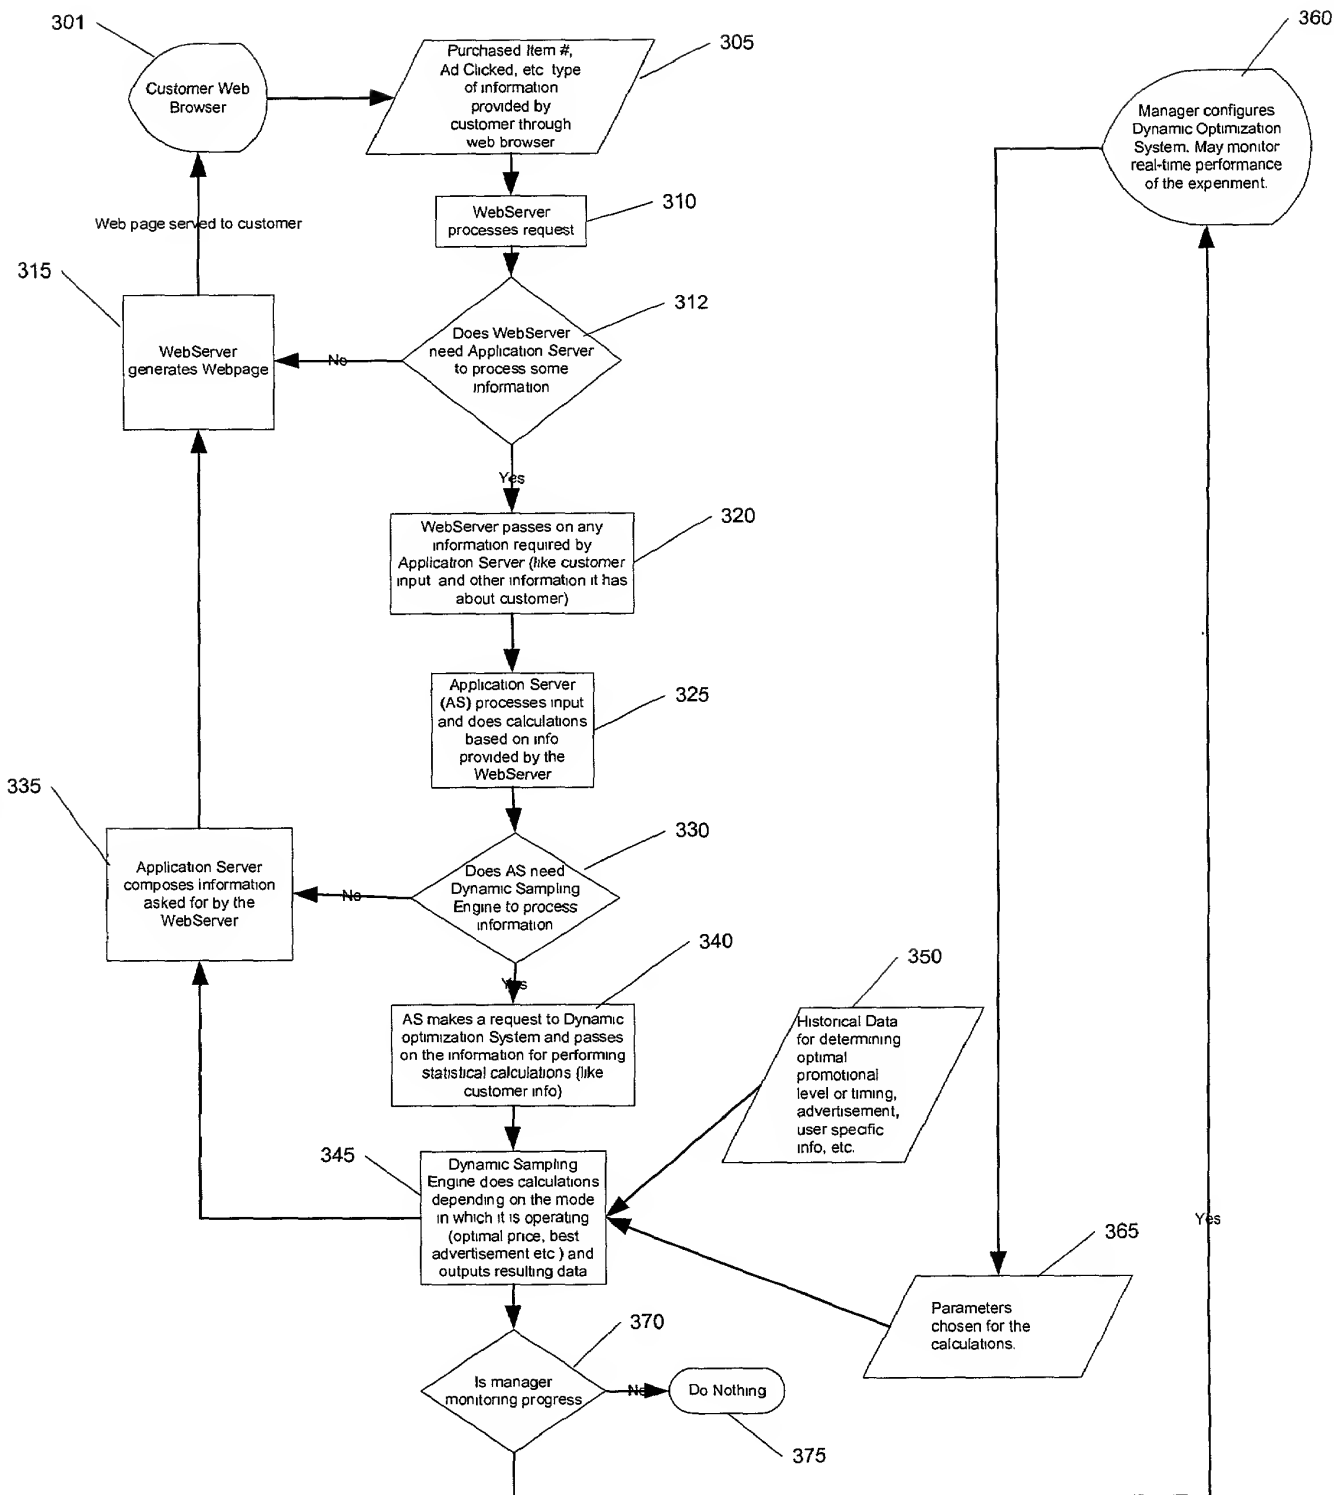 301
Customer Web
Browser
Purchased Item #,
Ad Clicked, etc type
of information
provided by
customer through
web browser
305
360
Manager configures
Dynamic Optimization
System. May monitor
real-time performance
of the expenment.
Web page served to customer
WebServer
processes request
310
315
WebServer
generates Webpage
No
Does WebServer
need Application Server
to process some
information
312
Yes
WebServer passes on any
information required by
Application Server (like customer
input and other information it has
about customer)
320
Application Server
(AS) processes input
and does calculations
based on info
provided by the
WebServer
325
335
Application Server
composes information
asked for by the
WebServer
No
Does AS need
Dynamic Sampling
Engine to process
information
330
Yes
AS makes a request to Dynamic
optimization System and passes
on the information for performing
statistical calculations (like
customer info)
340
350
Historical Data
for determining
optimal
promotional
level or timing,
advertisement,
user specific
info, etc.
345
Dynamic Sampling
Engine does calculations
depending on the mode
in which it is operating
(optimal price, best
advertisement etc ) and
outputs resulting data
Yes
365
Parameters
chosen for the
calculations.
370
Is manager
monitoring progress
No
Do Nothing
375